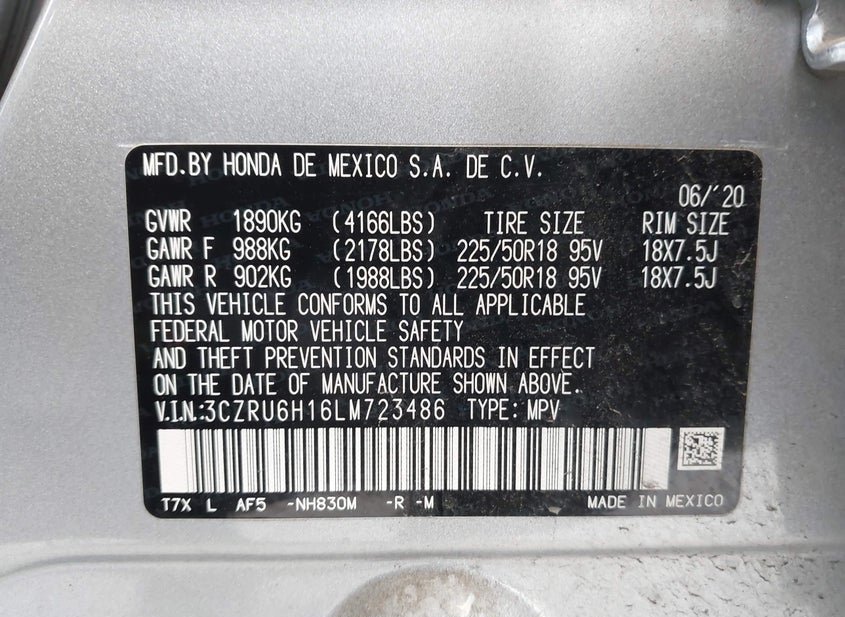 MFD.BY HONDA DE MEXICO S.A. DE C.V.
06/'20
GVWR 1890KG (4166LBS) TIRE SIZE RIM SIZE
GAWR F 988KG (2178LBS) 225/50R18 95V 18X7.5J
GAWR R 902KG (1988LBS) 225/50R18 95V 18X7.5J
THIS VEHICLE CONFORMS TO ALL APPLICABLE
FEDERAL MOTOR VEHICLE SAFETY
AND THEFT PREVENTION STANDARDS IN EFFECT
ON THE DATE OF MANUFACTURE SHOWN ABOVE.
V.I.N.:3CZRU6H16LM723486 TYPE: MPV
T7X L AF5 -NH830M -R -M MADE IN MEXICO